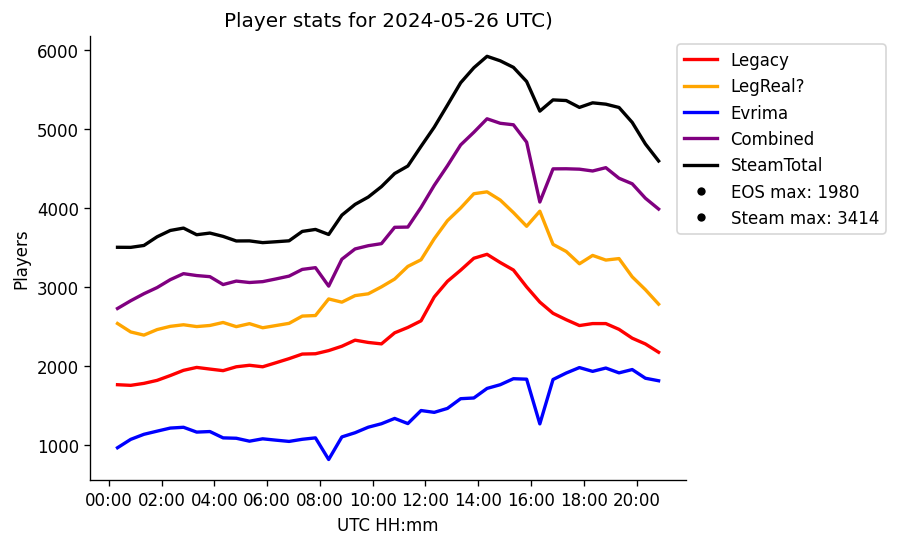 Player stats for 2024-05-26 UTC)
Players
6000
5000
4000
3000
2000
1000
00:00 02:00 04:00 06:00 08:00 10:00 12:00 14:00 16:00 18:00 20:00
UTC HH:mm
Legacy
LegReal?
Evrima
Combined
SteamTotal
EOS max: 1980
Steam max: 3414